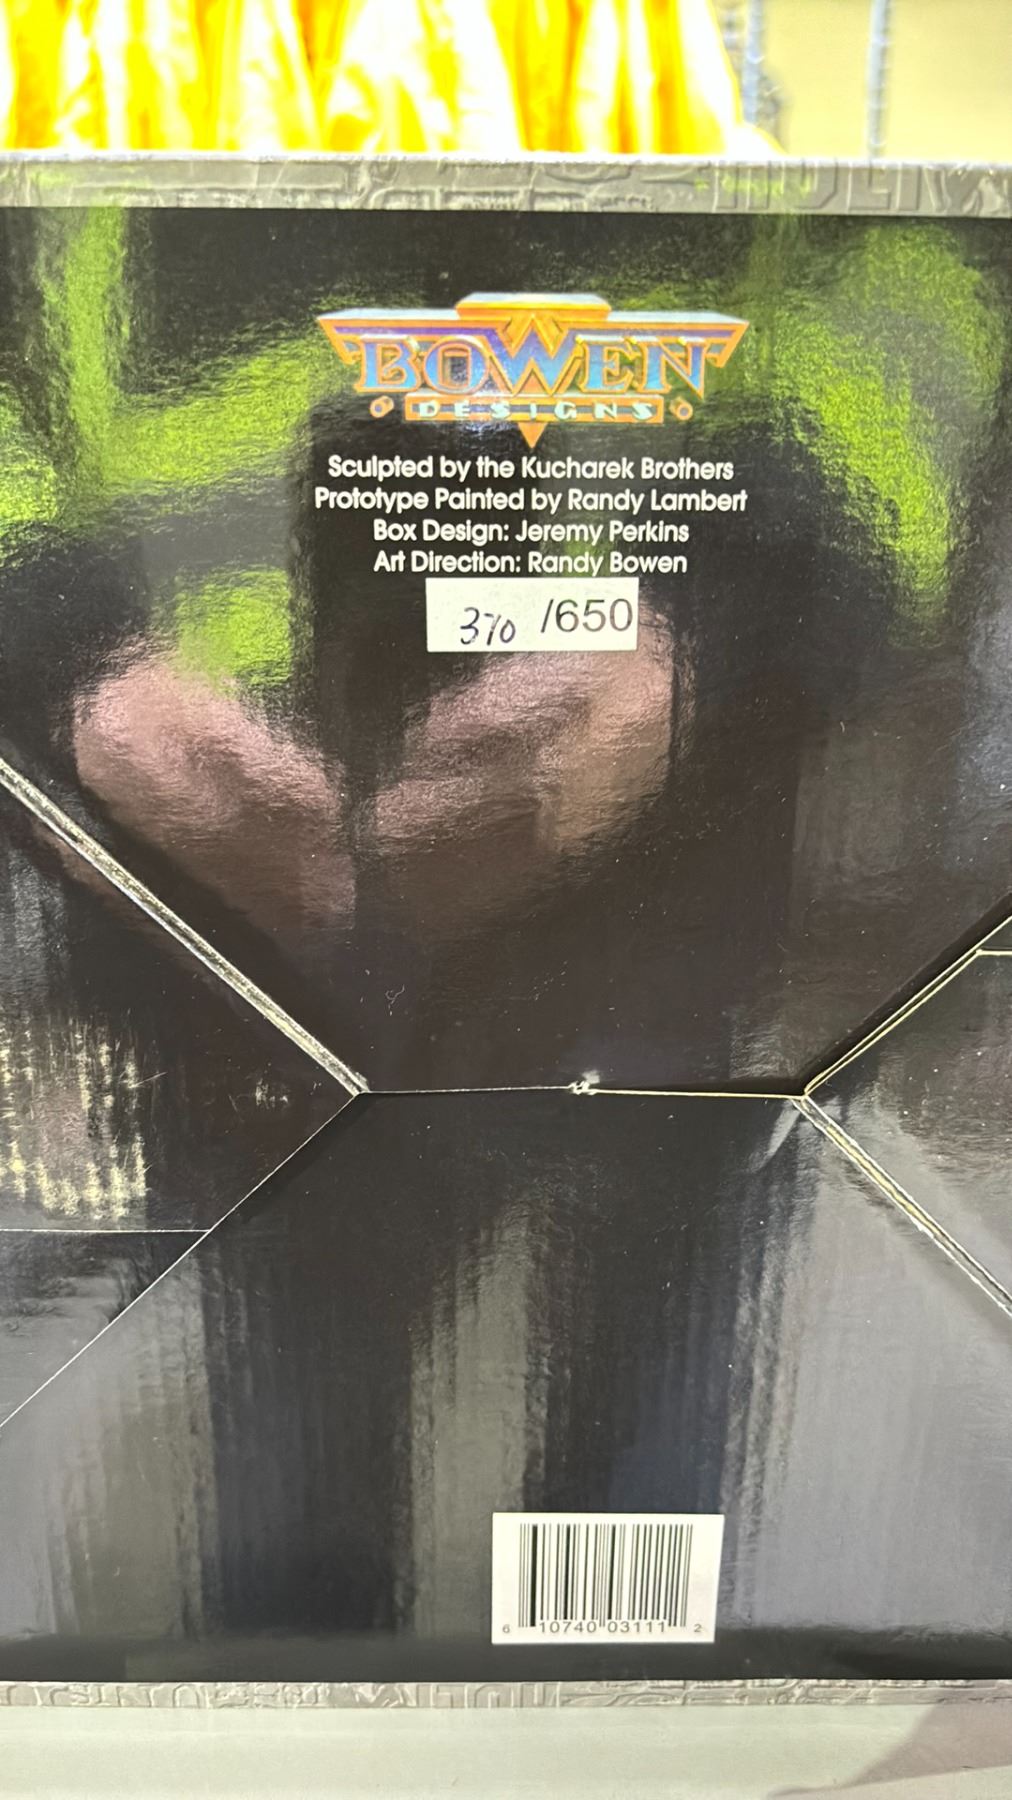 BOWEN
DESIGNS
Sculpted by the Kucharek Brothers
Prototype Painted by Randy Lambert
Box Design: Jeremy Perkins
Art Direction: Randy Bowen
370 /650
6 10740 03111 2